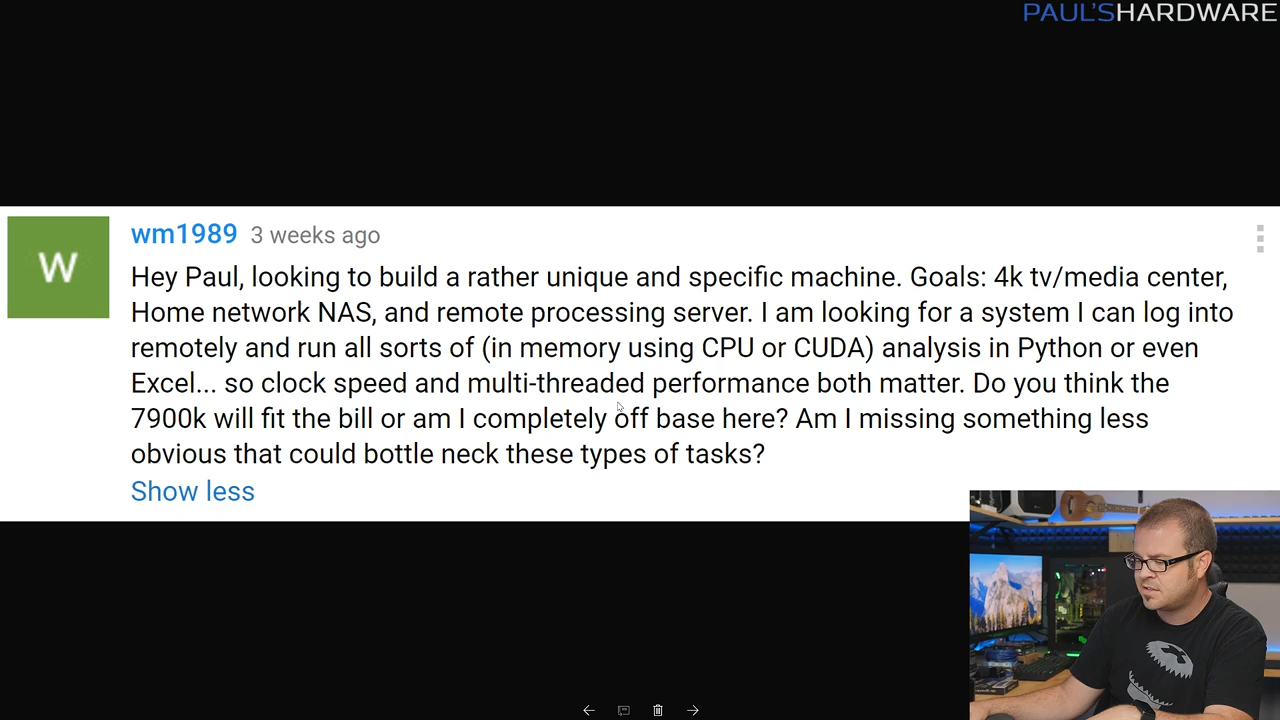 PAUL'SHARDWARE
W
wm1989 3 weeks ago
Hey Paul, looking to build a rather unique and specific machine. Goals: 4k tv/media center,
Home network NAS, and remote processing server. I am looking for a system I can log into
remotely and run all sorts of (in memory using CPU or CUDA) analysis in Python or even
Excel... so clock speed and multi-threaded performance both matter. Do you think the
7900k will fit the bill or am I completely off base here? Am I missing something less
obvious that could bottle neck these types of tasks?
Show less